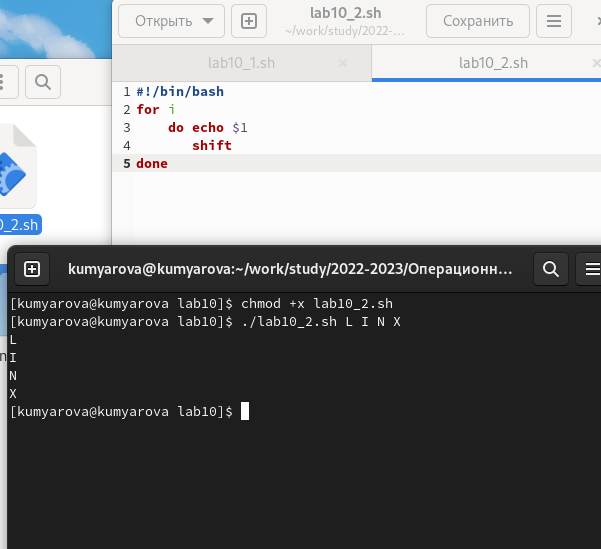 Открыть
lab10_2.sh
~/work/study/2022-...
Сохранить
lab10_1.sh ×
lab10_2.sh ×
1 #!/bin/bash
2 for i
3 do echo $1
4 shift
5 done
0_2.sh
kumyarova@kumyarova:~/work/study/2022-2023/Операционн...
[kumyarova@kumyarova lab10]$ chmod +x lab10_2.sh
[kumyarova@kumyarova lab10]$ ./lab10_2.sh L I N X
L
I
N
X
[kumyarova@kumyarova lab10]$